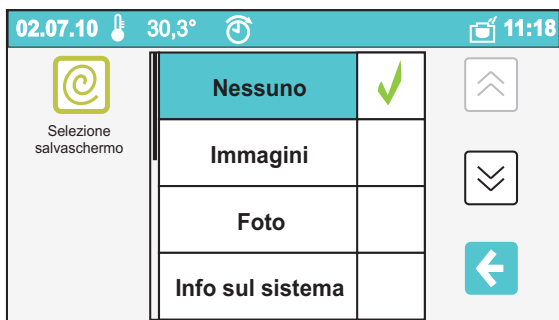 02.07.10 30,3° 11:18
Selezione
salvaschermo
Nessuno
Immagini
Foto
Info sul sistema